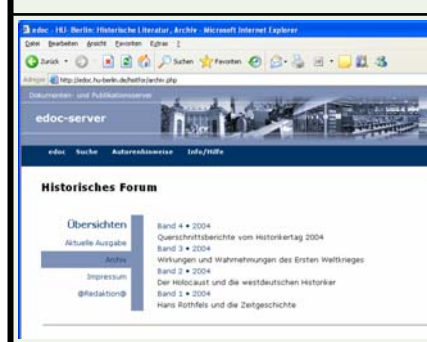 edoc - HU- Berlin: Historische Literatur, Archiv - Microsoft Internet Explorer
Datei Bearbeiten Ansicht Favoriten Extras ?
Zurück Suchen Favoriten
Adresse http://edoc.hu-berlin.de/histfor/archiv.php
Dokumenten- und Publikationsserver
edoc-server
edoc Suche Autorenhinweise Info/Hilfe
Historisches Forum
Übersichten
Aktuelle Ausgabe
Archiv
Impressum
@Redaktion@
Band 4 • 2004
Querschnittsberichte vom Historikertag 2004
Band 3 • 2004
Wirkungen und Wahrnehmungen des Ersten Weltkrieges
Band 2 • 2004
Der Holocaust und die westdeutschen Historiker
Band 1 • 2004
Hans Rothfels und die Zeitgeschichte